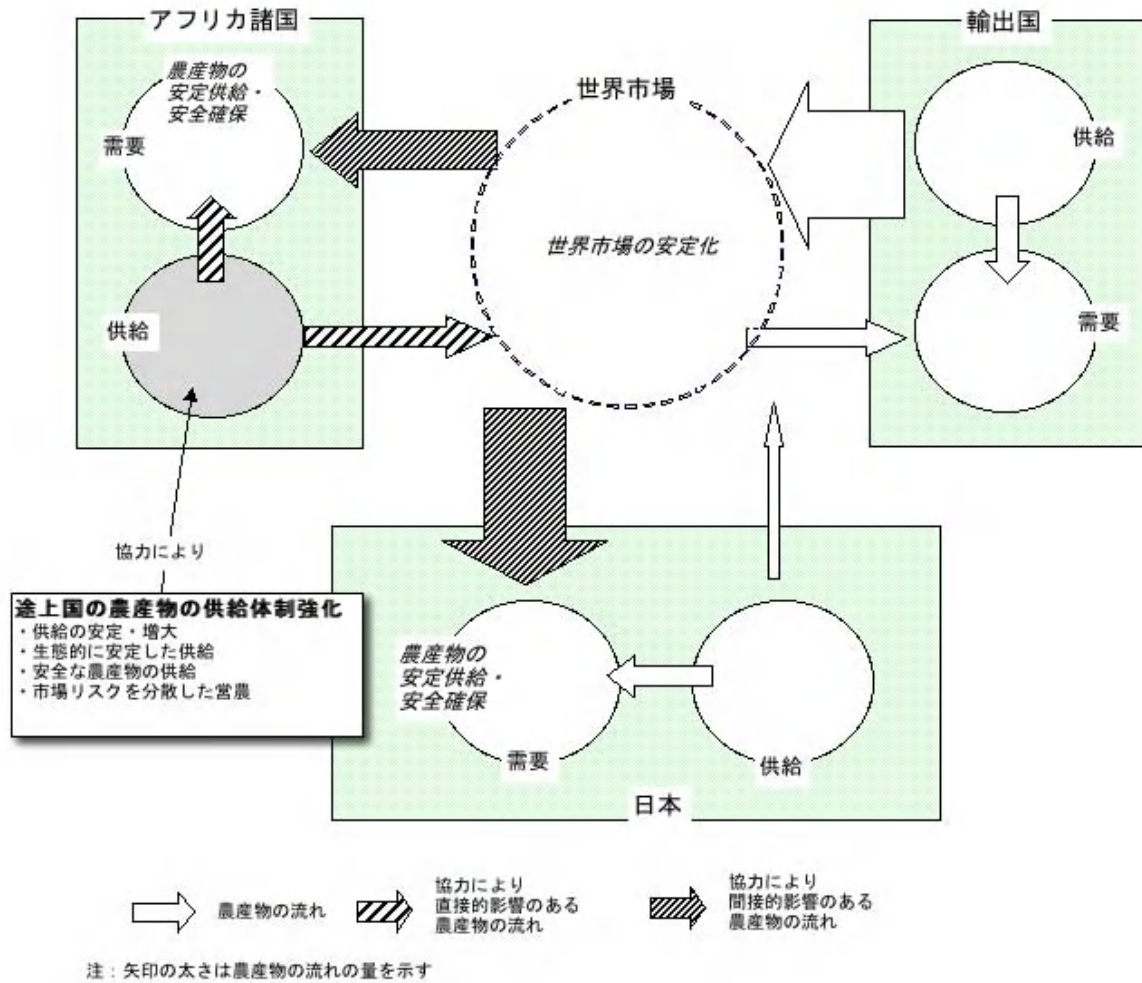 アフリカ諸国
農産物の
安定供給・
安全確保
需要
供給
世界市場
世界市場の安定化
輸出国
供給
需要
協力により
途上国の農産物の供給体制強化
・供給の安定・増大
・生態的に安定した供給
・安全な農産物の供給
・市場リスクを分散した営農
農産物の
安定供給・
安全確保
需要
供給
日本
農産物の流れ
協力により
直接的影響のある
農産物の流れ
協力により
間接的影響のある
農産物の流れ
注：矢印の太さは農産物の流れの量を示す